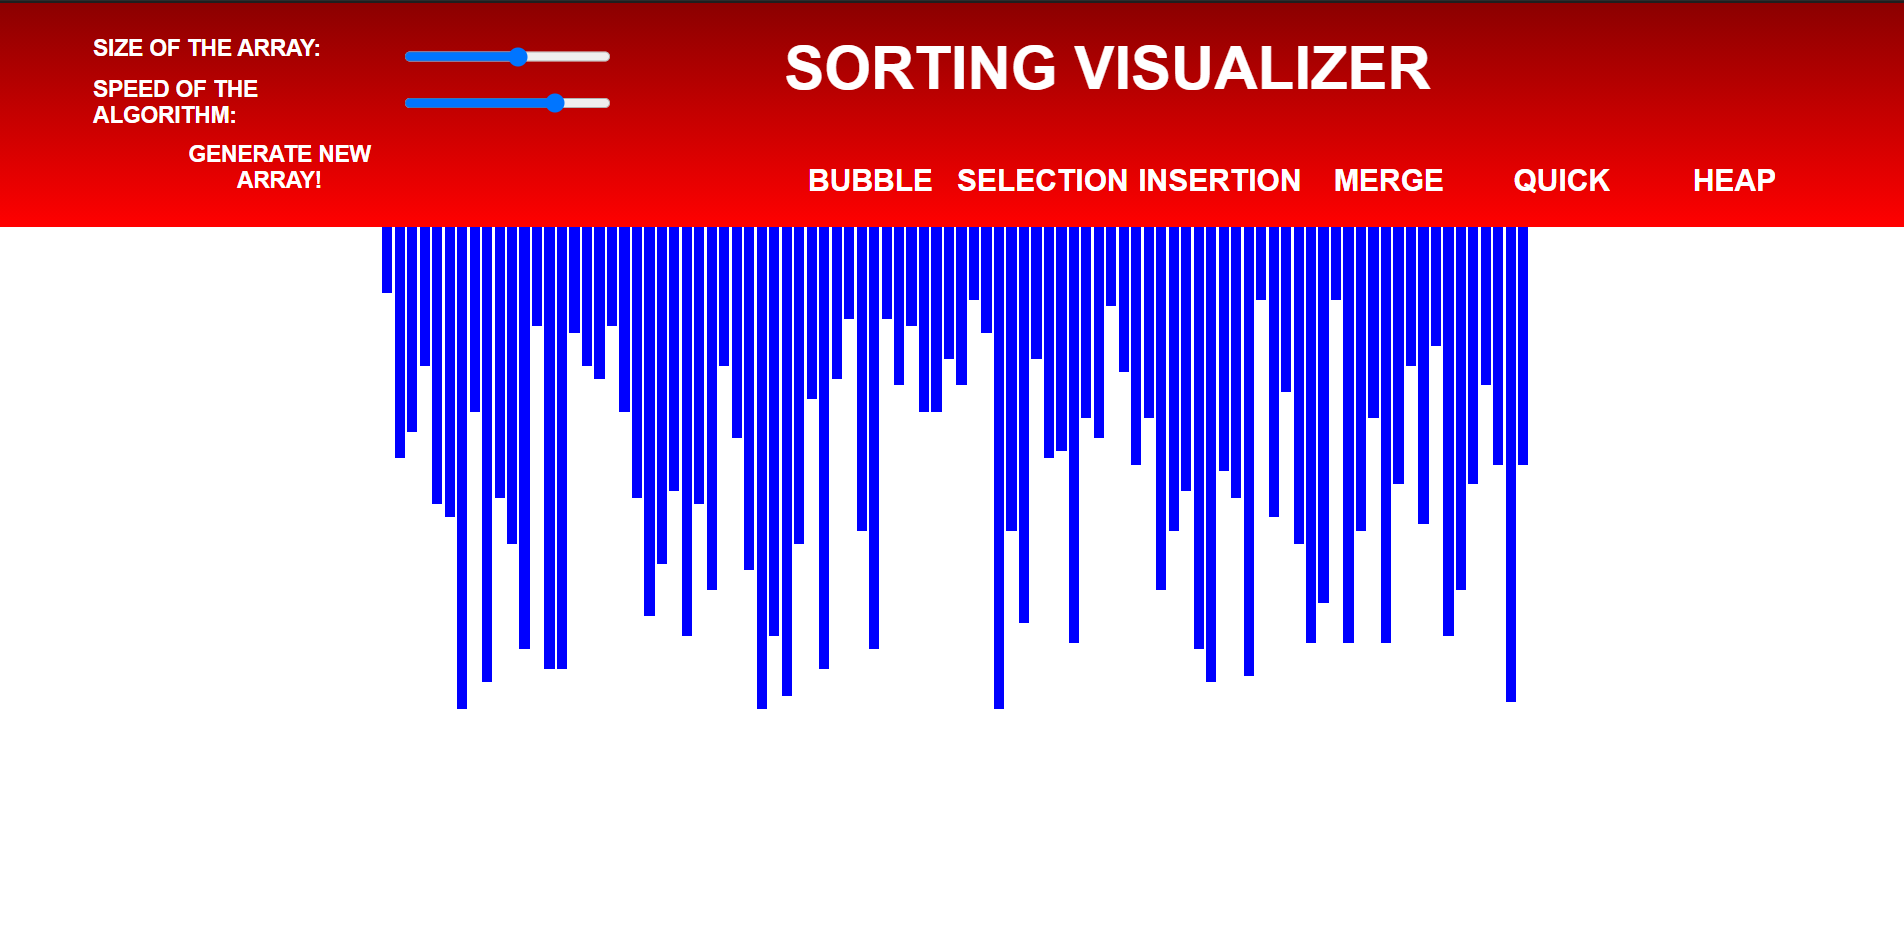 SIZE OF THE ARRAY:
SPEED OF THE
ALGORITHM:
GENERATE NEW
ARRAY!
SORTING VISUALIZER
BUBBLE SELECTION INSERTION MERGE QUICK HEAP